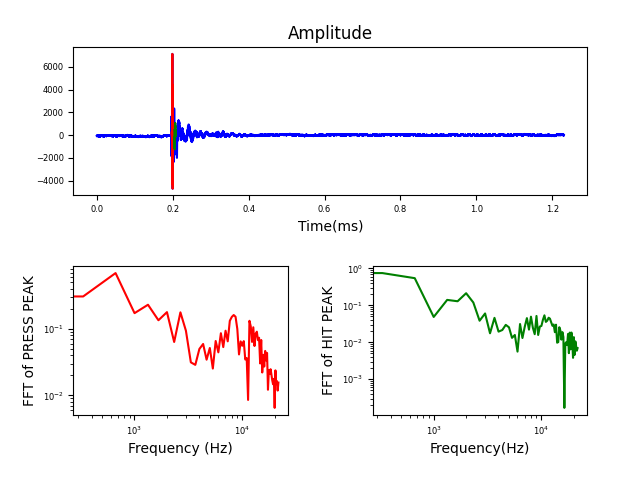 Amplitude
6000
4000
2000
0
−2000
−4000
0.0 0.2 0.4 0.6 0.8 1.0 1.2
Time(ms)
FFT of PRESS PEAK
10⁻¹
10⁻²
10³ 10⁴
Frequency (Hz)
FFT of HIT PEAK
10⁰
10⁻¹
10⁻²
10⁻³
10³ 10⁴
Frequency(Hz)